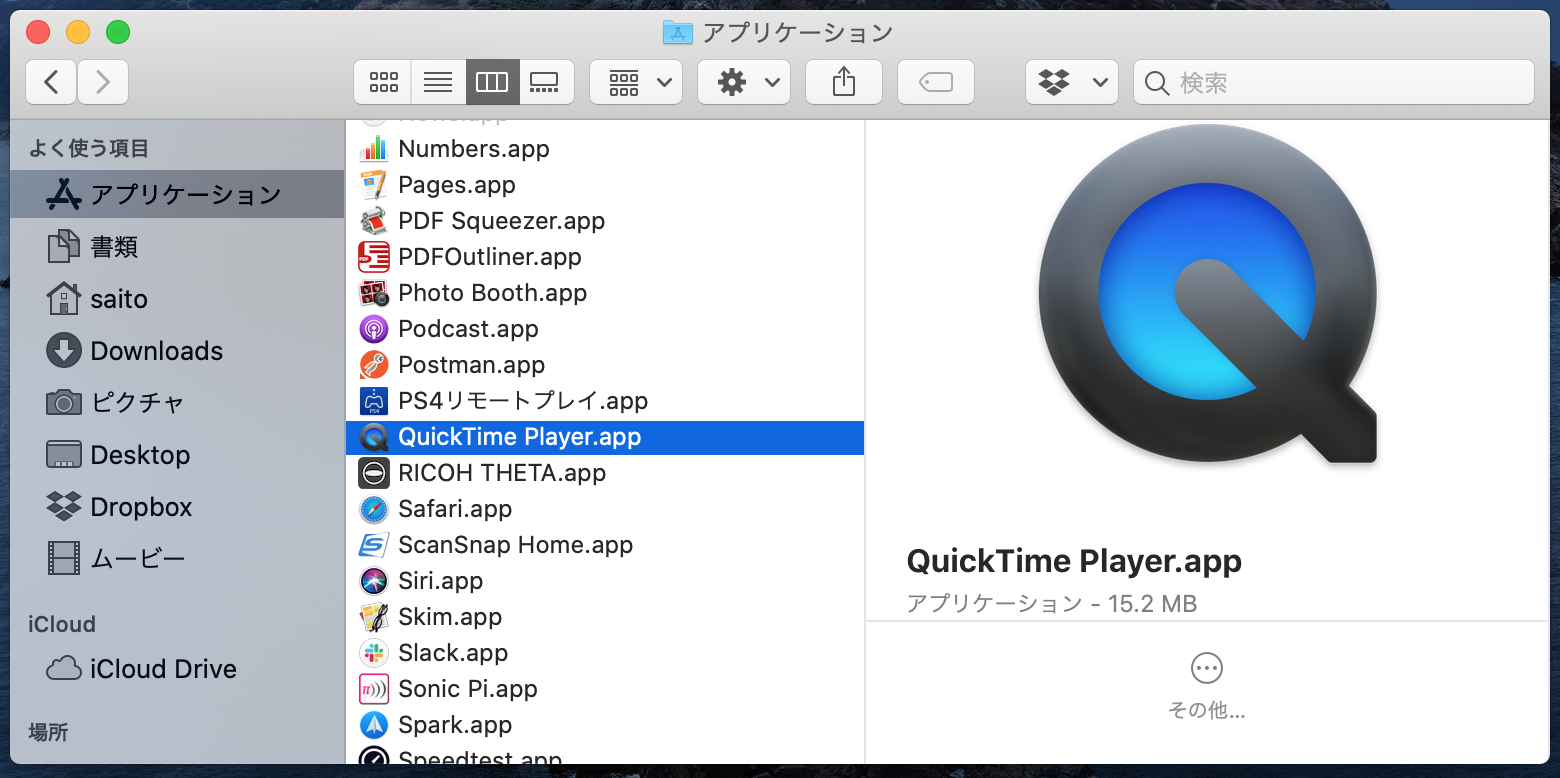 アプリケーション
検索
よく使う項目
アプリケーション
書類
saito
Downloads
ピクチャ
Desktop
Dropbox
ムービー
iCloud
iCloud Drive
場所
Numbers.app
Pages.app
PDF Squeezer.app
PDFOutliner.app
Photo Booth.app
Podcast.app
Postman.app
PS4リモートプレイ.app
QuickTime Player.app
RICOH THETA.app
Safari.app
ScanSnap Home.app
Siri.app
Skim.app
Slack.app
Sonic Pi.app
Spark.app
Speedtest.app
QuickTime Player.app
アプリケーション - 15.2 MB
その他...